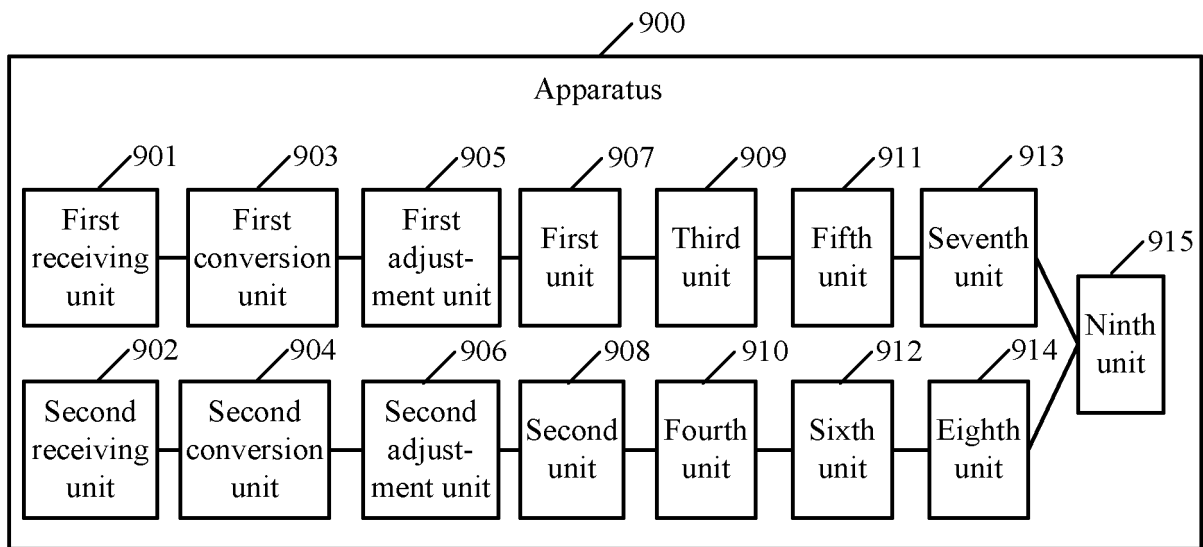 900
Apparatus
901
903
905
907
909
911
913
915
First
receiving
unit
First
conversion
unit
First
adjust-
ment unit
First
unit
Third
unit
Fifth
unit
Seventh
unit
Ninth
unit
902
904
906
908
910
912
914
Second
receiving
unit
Second
conversion
unit
Second
adjust-
ment unit
Second
unit
Fourth
unit
Sixth
unit
Eighth
unit